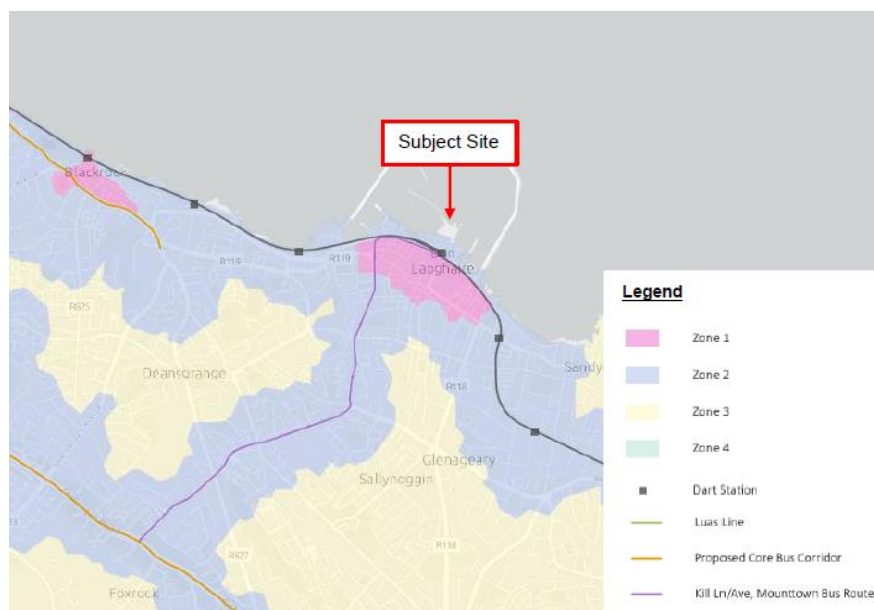 Subject Site
Blackrock
R119
R119
Dún
Laoghaire
R825
Deansgrange
R118
Sandy
Glenageary
Sallynoggin
R827
R118
Foxrock
Legend
Zone 1
Zone 2
Zone 3
Zone 4
Dart Station
Luas Line
Proposed Core Bus Corridor
Kill Ln/Ave, Mounttown Bus Route